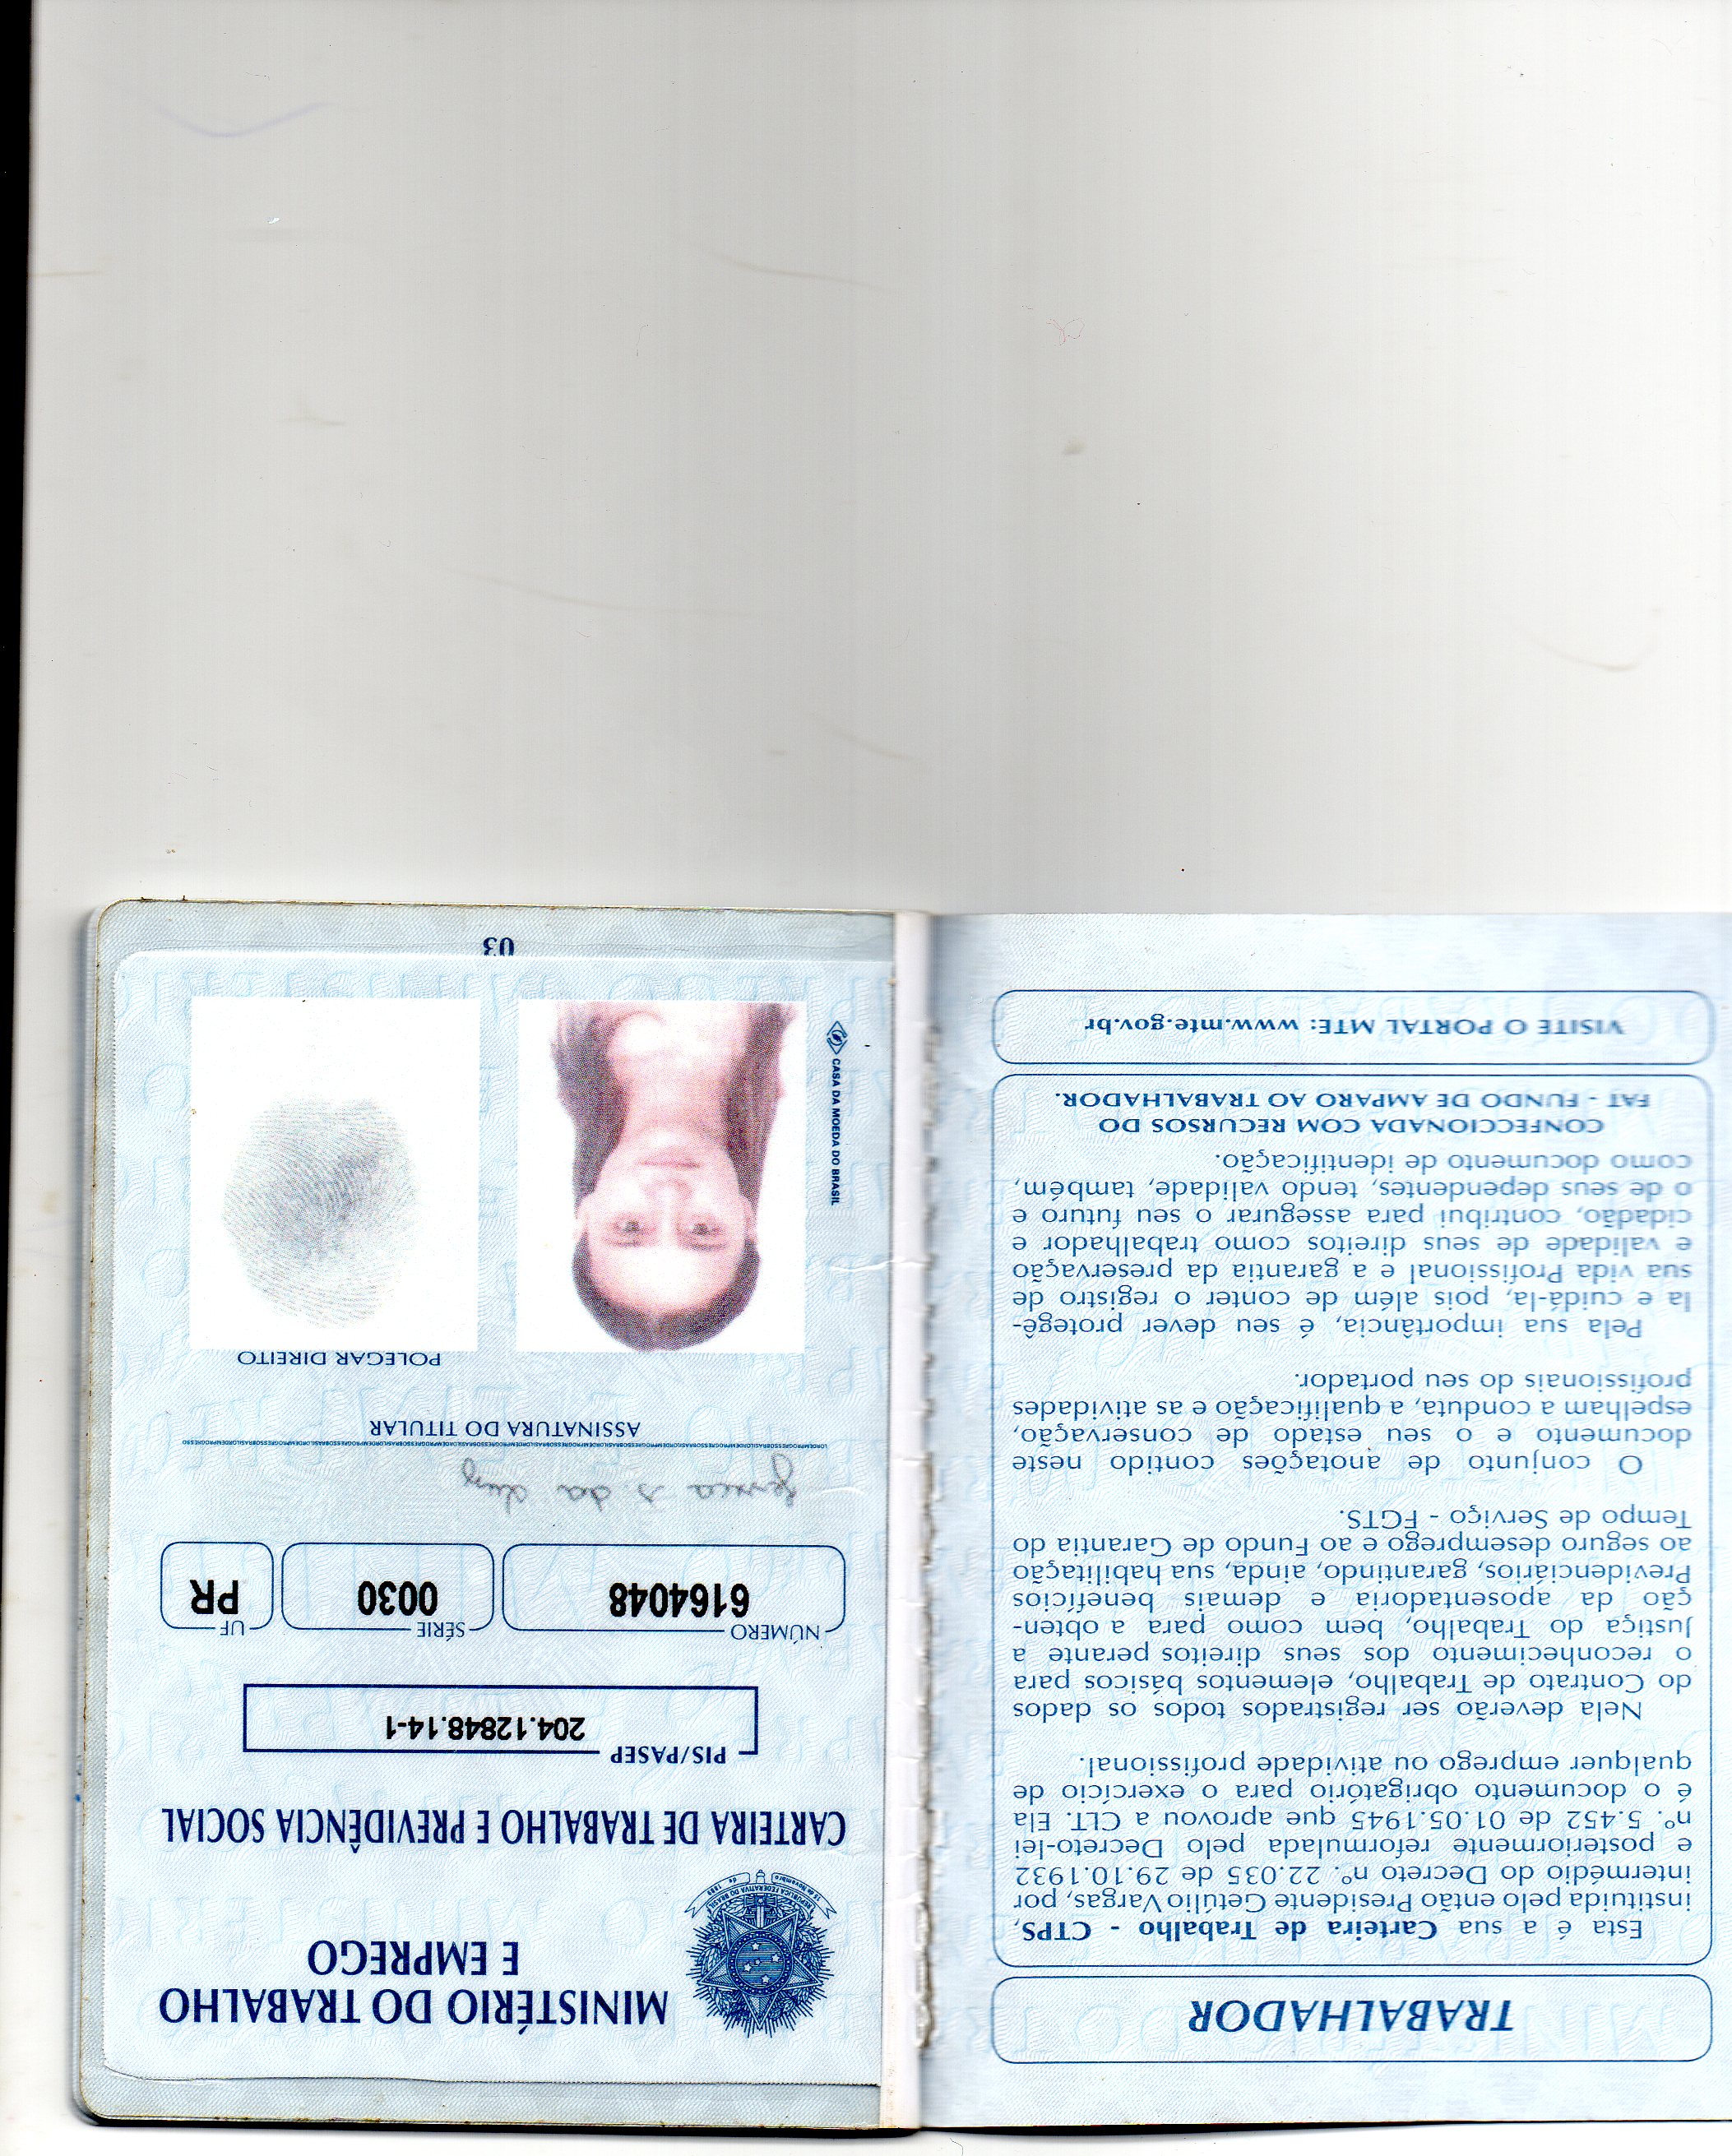 TRABALHADOR
Esta é a sua Carteira de Trabalho - CTPS,
instituída pelo então Presidente Getúlio Vargas, por
intermédio do Decreto nº. 22.035 de 29.10.1932
e posteriormente reformulada pelo Decreto-lei
nº. 5.452 de 01.05.1945 que aprovou a CLT. Ela
é o documento obrigatório para o exercício de
qualquer emprego ou atividade profissional.
Nela deverão ser registrados todos os dados
do Contrato de Trabalho, elementos básicos para
o reconhecimento dos seus direitos perante a
Justiça do Trabalho, bem como para a obten-
ção da aposentadoria e demais benefícios
Previdenciários, garantindo, ainda, sua habilitação
ao seguro desemprego e ao Fundo de Garantia do
Tempo de Serviço - FGTS.
O conjunto de anotações contido neste
documento e o seu estado de conservação,
espelham a conduta, a qualificação e as atividades
profissionais do seu portador.
Pela sua importância, é seu dever protegê-
la e cuidá-la, pois além de conter o registro de
sua vida Profissional e a garantia da preservação
e validade de seus direitos como trabalhador e
cidadão, contribui para assegurar o seu futuro e
o de seus dependentes, tendo validade, também,
como documento de identificação.
CONFECCIONADA COM RECURSOS DO
FAT - FUNDO DE AMPARO AO TRABALHADOR.
VISITE O PORTAL MTE: www.mte.gov.br
MINISTÉRIO DO TRABALHO
E EMPREGO
CARTEIRA DE TRABALHO E PREVIDÊNCIA SOCIAL
PIS/PASEP
204.12848.14-1
NÚMERO SÉRIE UF
6164048 0030 PR
s. da Luz
ASSINATURA DO TITULAR
POLEGAR DIREITO
CASA DA MOEDA DO BRASIL
03